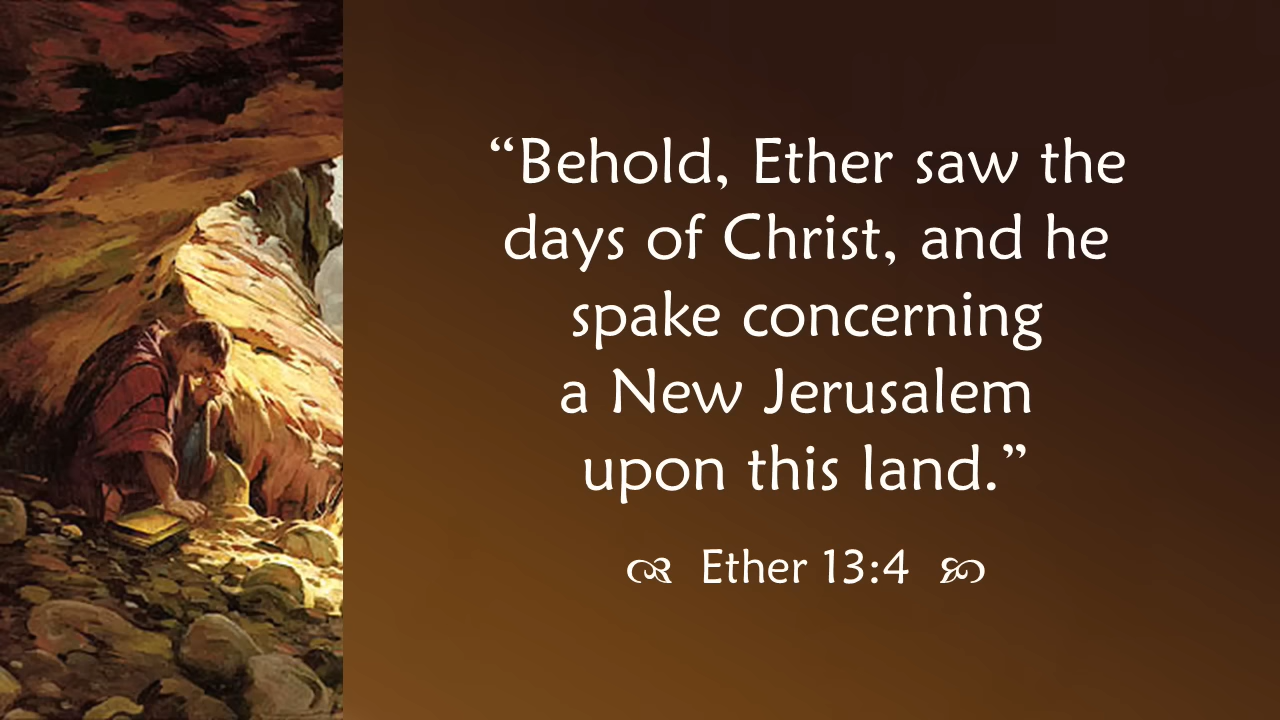 “Behold, Ether saw the
days of Christ, and he
spake concerning
a New Jerusalem
upon this land.”
Ether 13:4